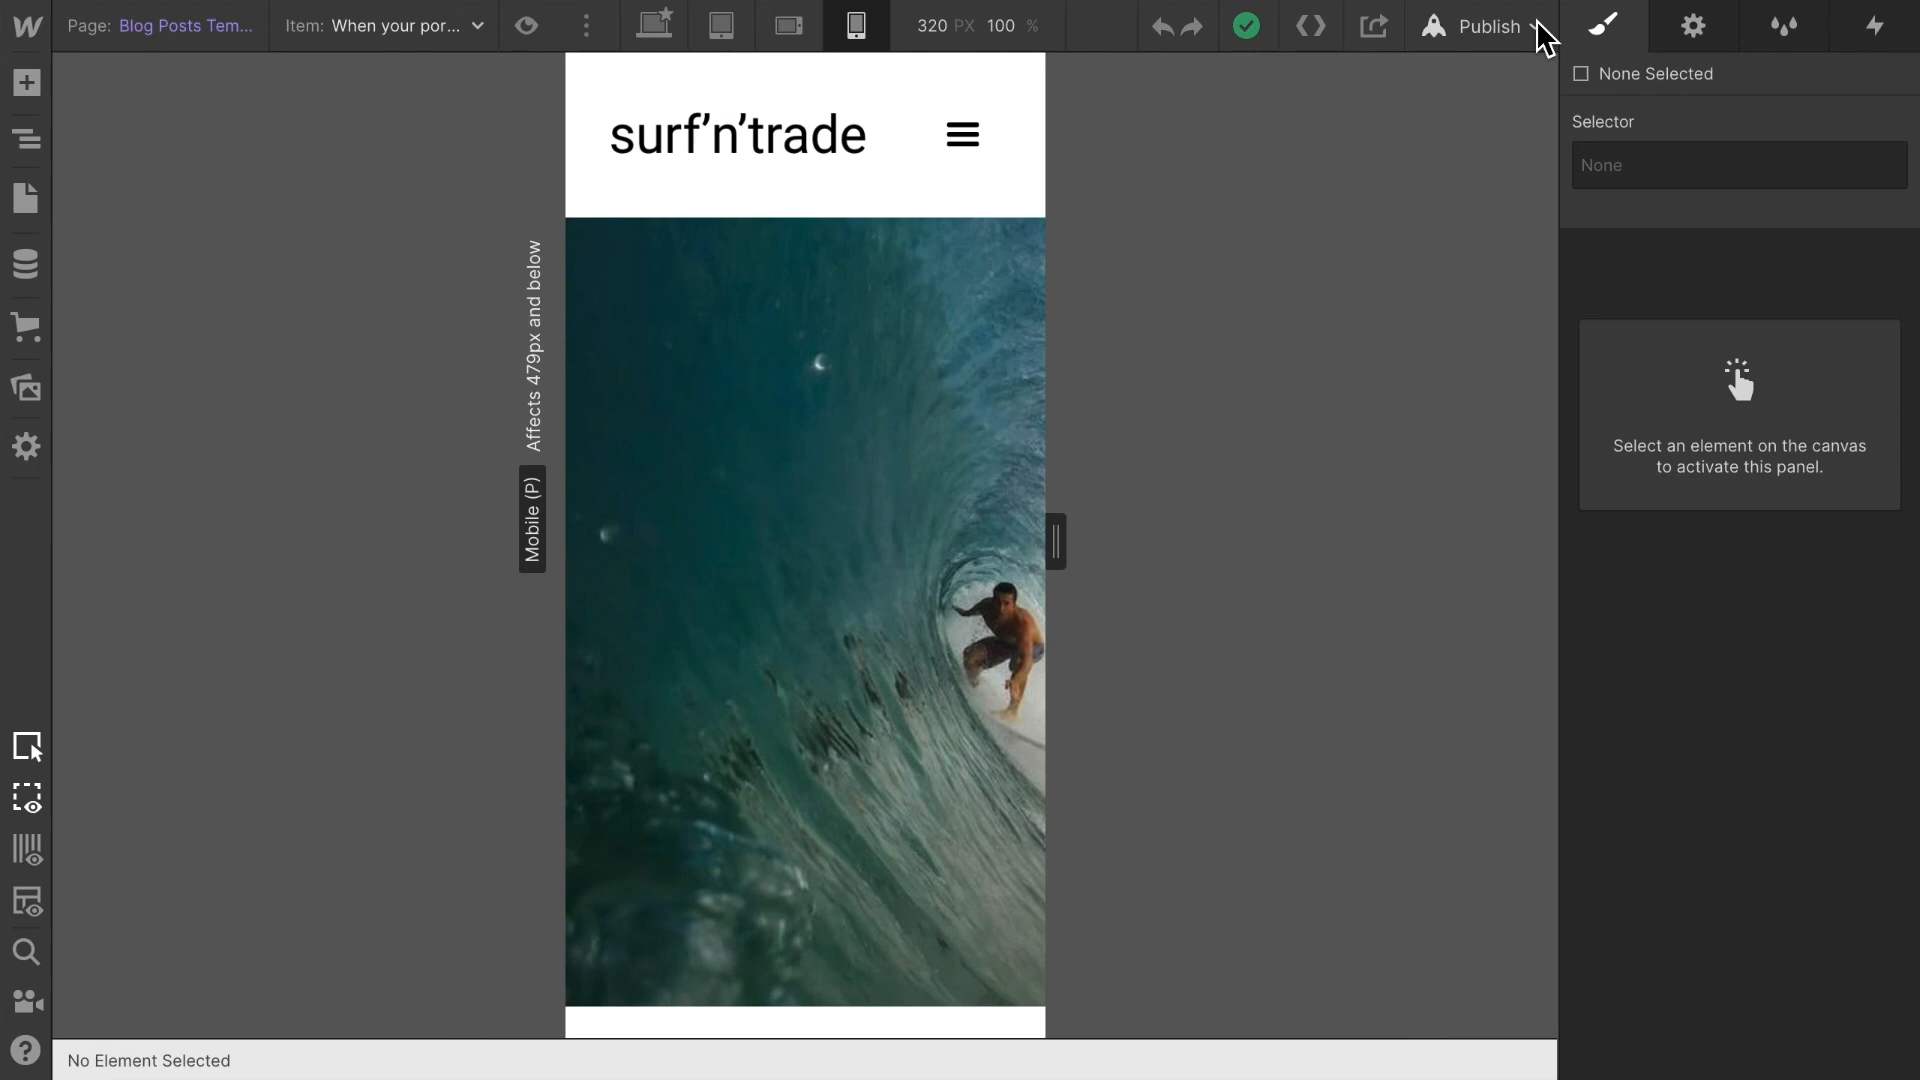 Page: Blog Posts Tem...
Item: When your por...
320 PX 100 %
Publish
None Selected
Selector
None
Select an element on the canvas
to activate this panel.
surf’n’trade
Affects 479px and below
Mobile (P)
No Element Selected